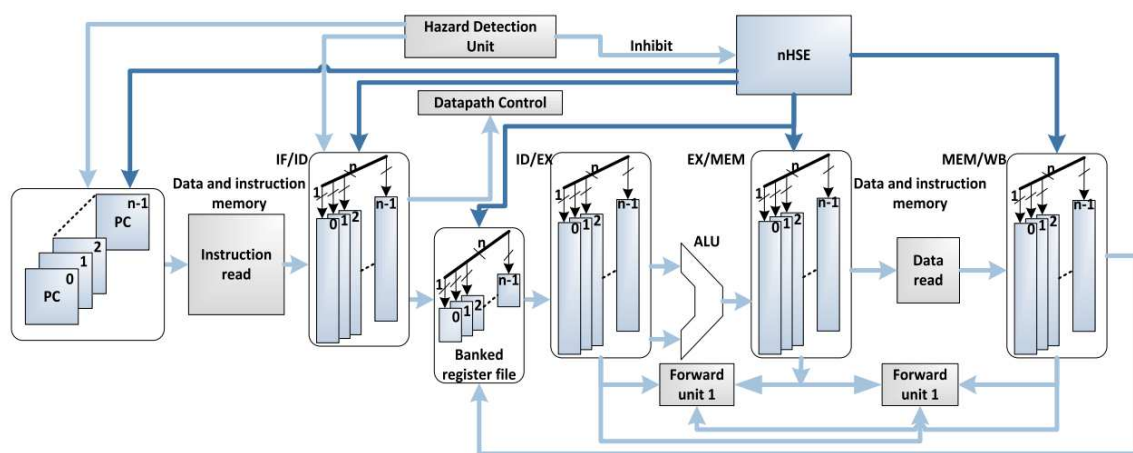 Hazard Detection
Unit
Inhibit
nHSE
Datapath Control
IF/ID
ID/EX
EX/MEM
MEM/WB
Data and instruction
memory
Data and instruction
memory
n-1
PC
2
1
0
PC
Instruction
read
n
1
0
1
2
n-1
n
1
0
1
2
n-1
Banked
register file
n
1
0
1
2
n-1
ALU
n
1
0
1
2
n-1
Data
read
n
1
0
1
2
n-1
Forward
unit 1
Forward
unit 1